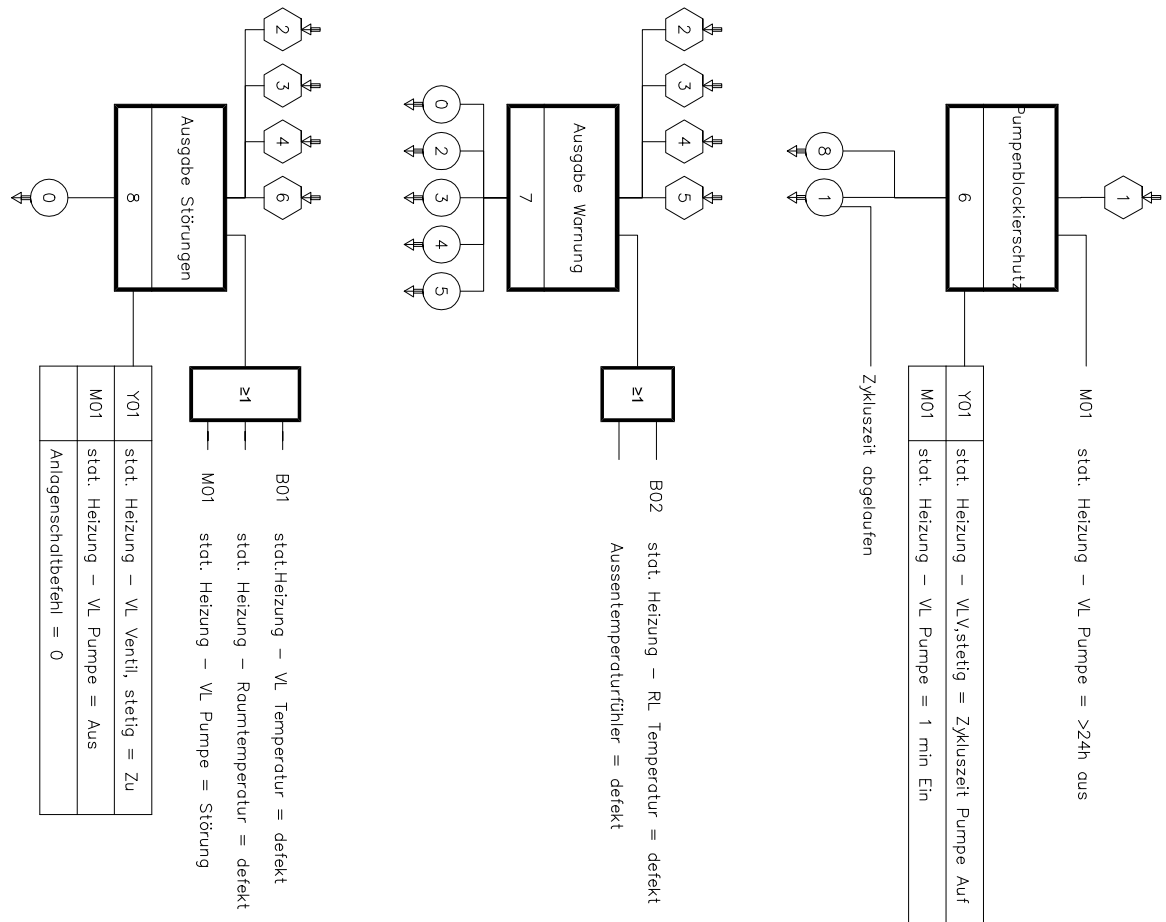 1
M01 stat. Heizung – VL Pumpe = >24h aus
Pumpenblockierschutz
6
Y01 stat. Heizung – VLV,stetig = Zykluszeit Pumpe Auf
M01 stat. Heizung – VL Pumpe = 1 min Ein
Zykluszeit abgelaufen
8 1
2 3 4 5
B02 stat. Heizung – RL Temperatur = defekt
≥1
Aussentemperaturfühler = defekt
Ausgabe Warnung
7
0 2 3 4 5
2 3 4 6
B01 stat.Heizung – VL Temperatur = defekt
≥1
stat. Heizung – Raumtemperatur = defekt
M01 stat. Heizung – VL Pumpe = Störung
Ausgabe Störungen
8
Y01 stat. Heizung – VL Ventil, stetig = Zu
M01 stat. Heizung – VL Pumpe = Aus
Anlagenschaltbefehl = 0
0